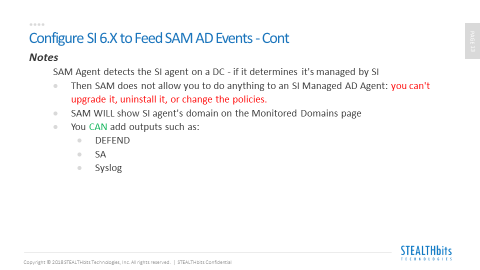 Configure SI 6.X to Feed SAM AD Events - Cont
Notes
SAM Agent detects the SI agent on a DC - if it determines it's managed by SI
Then SAM does not allow you to do anything to an SI Managed AD Agent: you can't
upgrade it, uninstall it, or change the policies.
SAM WILL show SI agent's domain on the Monitored Domains page
You CAN add outputs such as:
DEFEND
SA
Syslog
STEALTHbits
TECHNOLOGIES
Copyright © 2018 STEALTHbits Technologies, Inc. All rights reserved. | STEALTHbits Confidential